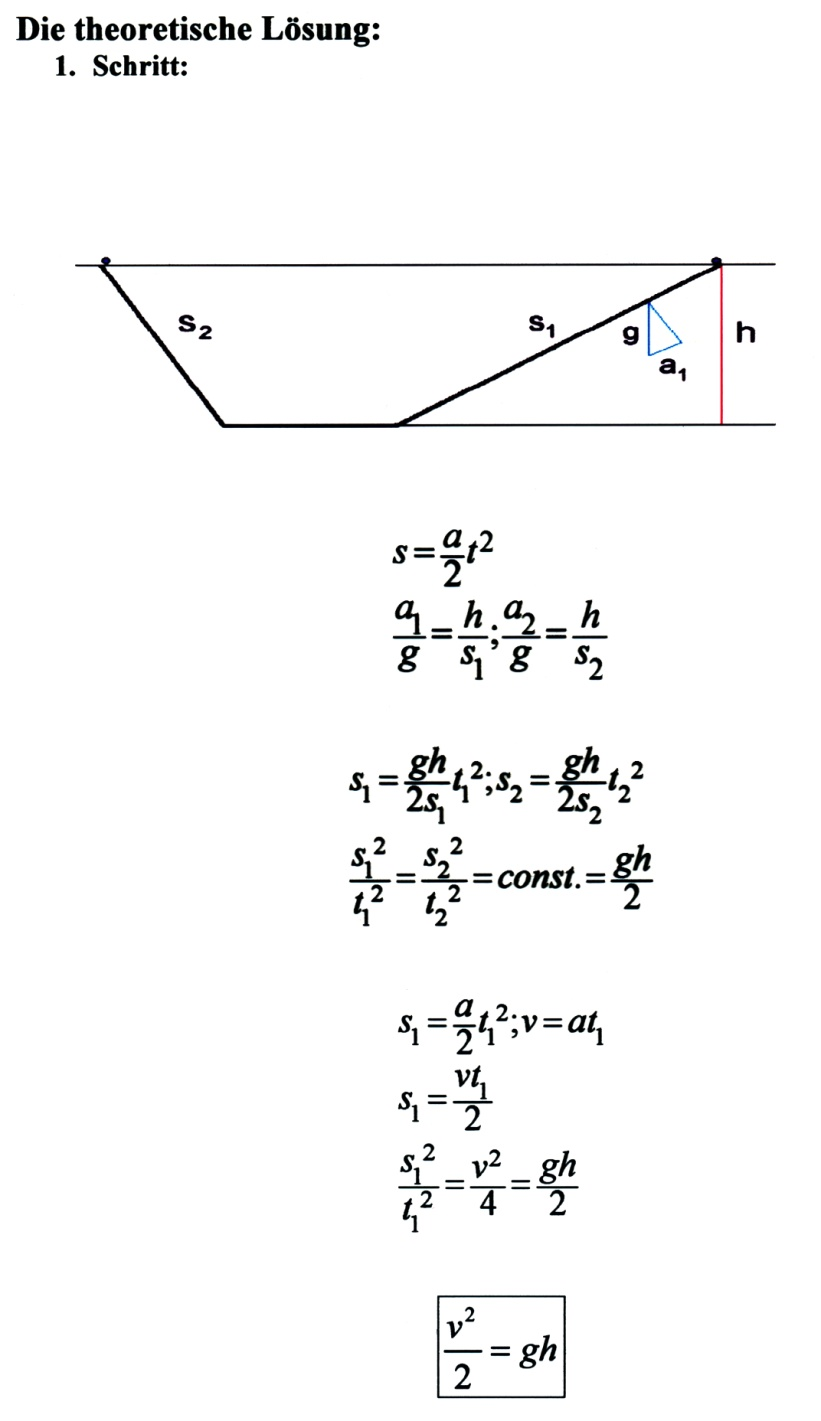 Die theoretische Lösung:
1. Schritt:
s₂ s₁ g a₁ h
s = a/2 t²
a₁/g = h/s₁; a₂/g = h/s₂
s₁ = gh/2s₁ t₁²; s₂ = gh/2s₂ t₂²
s₁²/t₁² = s₂²/t₂² = const. = gh/2
s₁ = a/2 t₁²; v = at₁
s₁ = vt₁/2
s₁²/t₁² = v²/4 = gh/2
v²/2 = gh